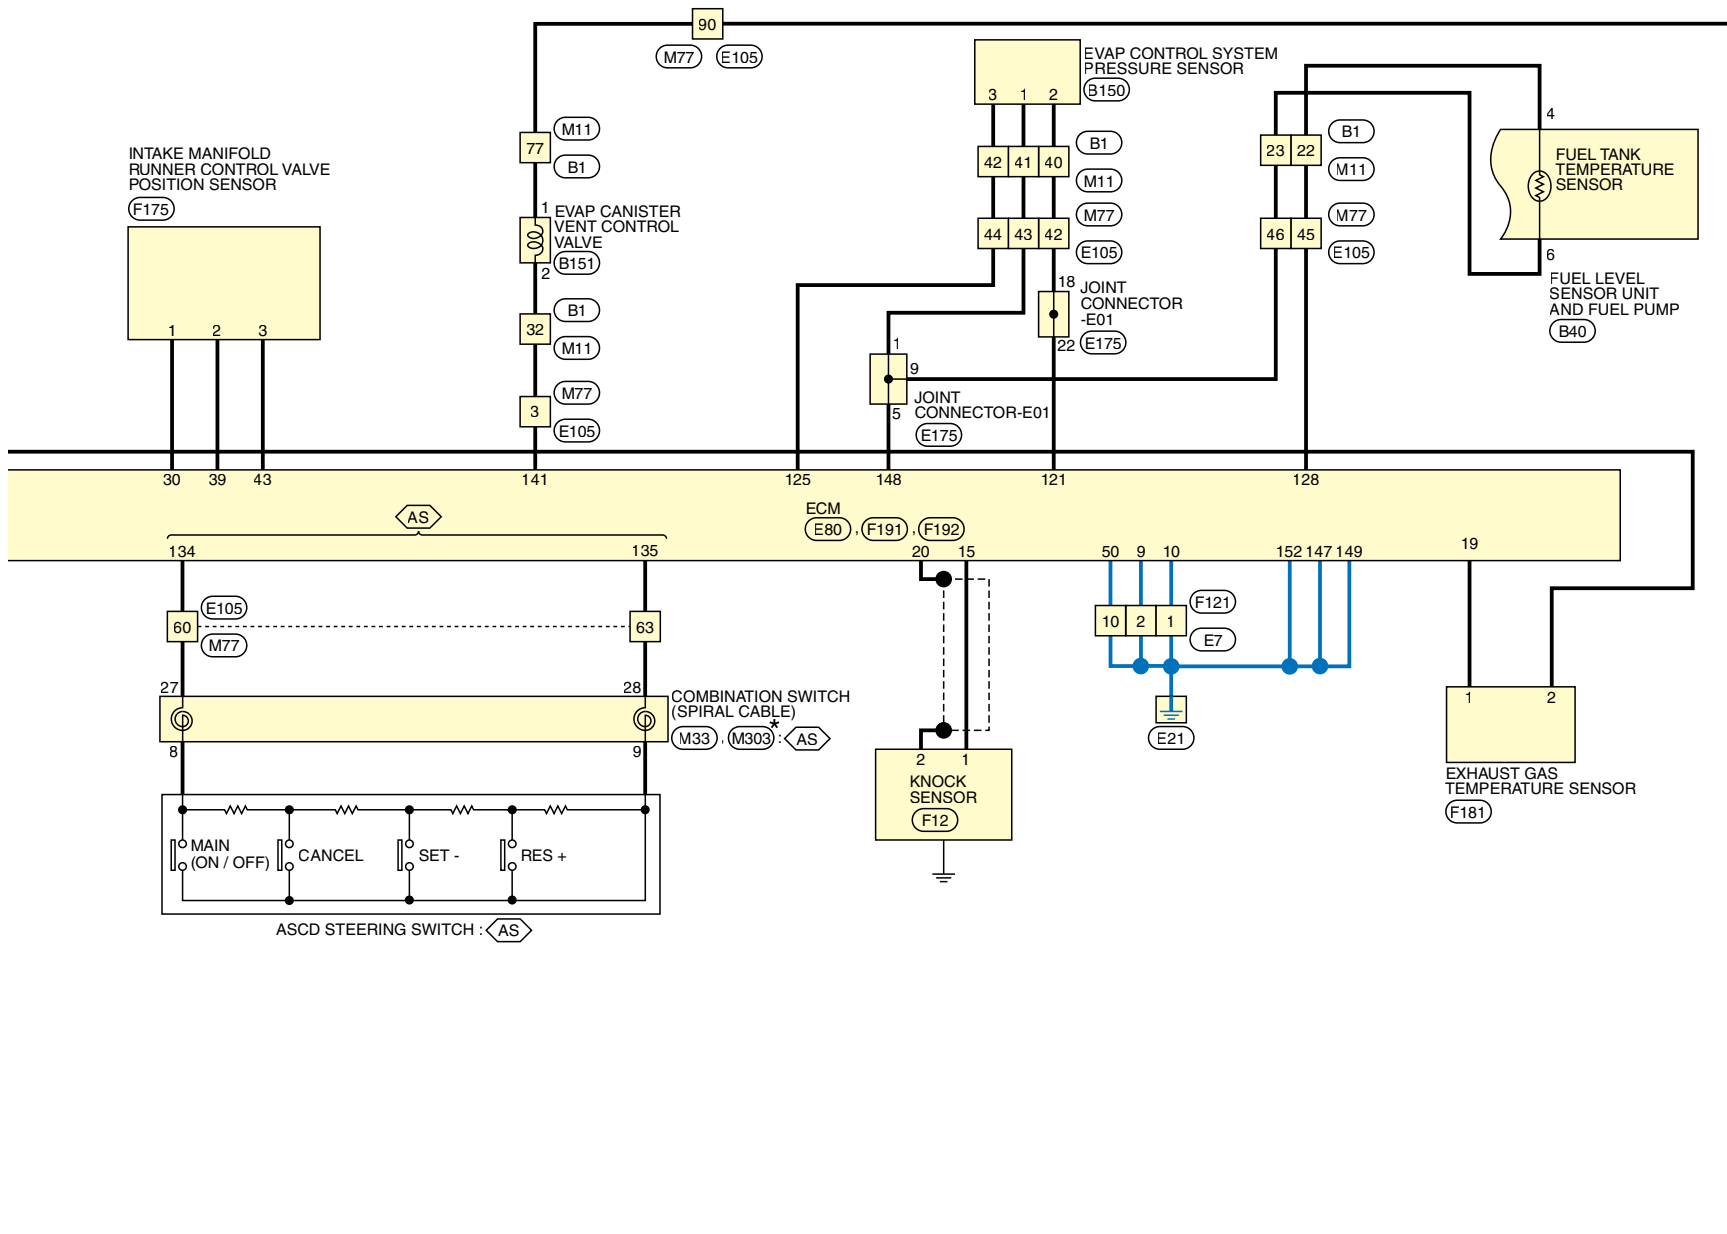 90
M77 E105
EVAP CONTROL SYSTEM
PRESSURE SENSOR
B150
3 1 2
42 41 40
B1
M11
44 43 42
M77
E105
18
JOINT
CONNECTOR
-E01
E175
22
1
9
5
JOINT
CONNECTOR-E01
E175
23 22
B1
M11
46 45
M77
E105
4
FUEL TANK
TEMPERATURE
SENSOR
6
FUEL LEVEL
SENSOR UNIT
AND FUEL PUMP
B40
INTAKE MANIFOLD
RUNNER CONTROL VALVE
POSITION SENSOR
F175
1 2 3
77
M11
B1
1
EVAP CANISTER
VENT CONTROL
VALVE
B151
2
32
B1
M11
3
M77
E105
30 39 43 141 125 148 121 128
AS
ECM
E80 , F191 , F192
134 135 20 15 50 9 10 152 147 149 19
60
E105
M77
63
27 28
COMBINATION SWITCH
(SPIRAL CABLE)
M33 , M303* : AS
8 9
MAIN
(ON / OFF)
CANCEL
SET -
RES +
ASCD STEERING SWITCH : AS
2 1
KNOCK
SENSOR
F12
10 2 1
F121
E7
E21
1 2
EXHAUST GAS
TEMPERATURE SENSOR
F181